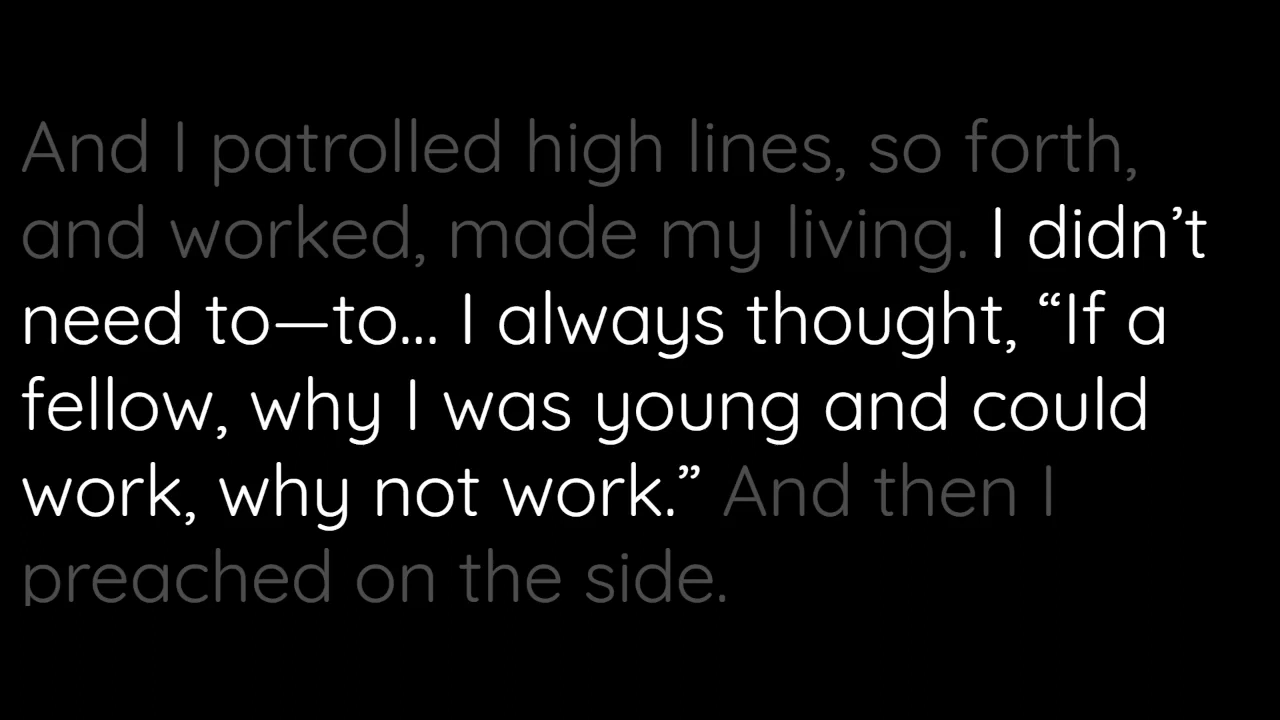 And I patrolled high lines, so forth,
and worked, made my living. I didn’t
need to—to... I always thought, “If a
fellow, why I was young and could
work, why not work.” And then I
preached on the side.